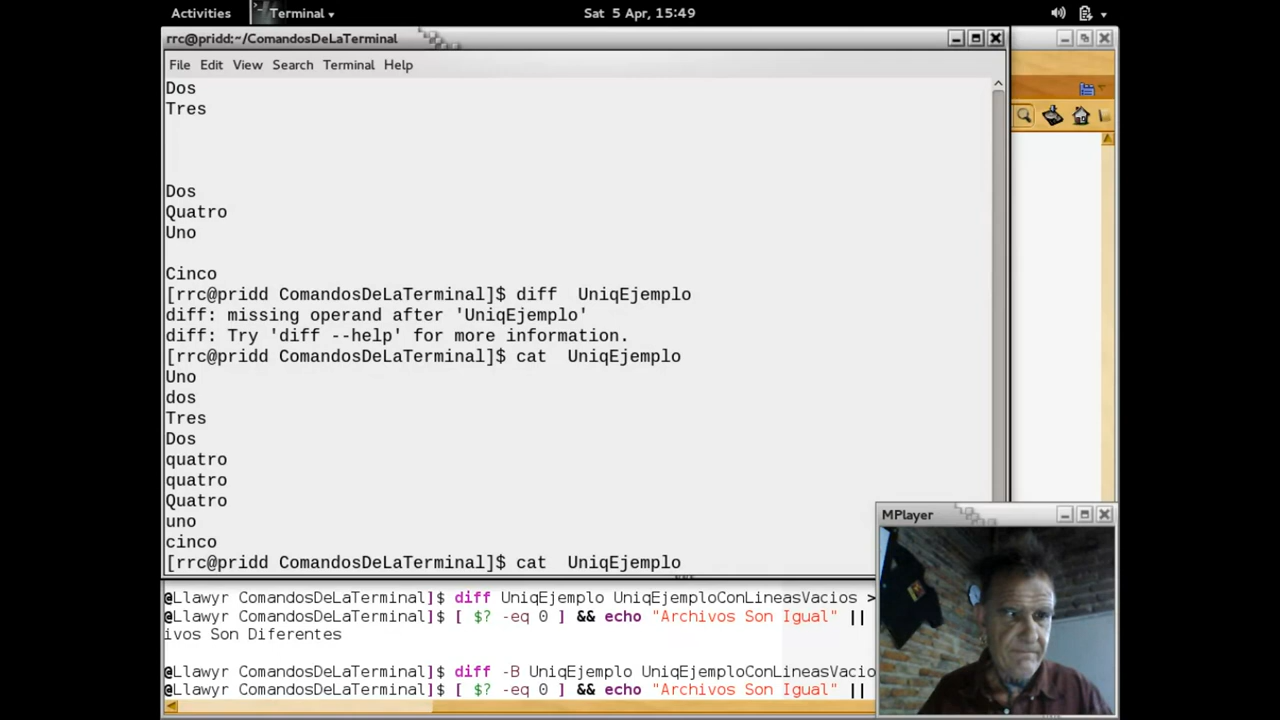 Activities Terminal Sat 5 Apr, 15:49
rrc@pridd:~/ComandosDeLaTerminal
File Edit View Search Terminal Help
Dos
Tres
Dos
Quatro
Uno
Cinco
[rrc@pridd ComandosDeLaTerminal]$ diff  UniqEjemplo
diff: missing operand after 'UniqEjemplo'
diff: Try 'diff --help' for more information.
[rrc@pridd ComandosDeLaTerminal]$ cat  UniqEjemplo
Uno
dos
Tres
Dos
quatro
quatro
Quatro
uno
cinco
[rrc@pridd ComandosDeLaTerminal]$ cat  UniqEjemplo
MPlayer
@Llawyr ComandosDeLaTerminal]$ diff UniqEjemplo UniqEjemploConLineasVacios >
@Llawyr ComandosDeLaTerminal]$ [ $? -eq 0 ] && echo "Archivos Son Igual" ||
ivos Son Diferentes
@Llawyr ComandosDeLaTerminal]$ diff -B UniqEjemplo UniqEjemploConLineasVacio
@Llawyr ComandosDeLaTerminal]$ [ $? -eq 0 ] && echo "Archivos Son Igual" ||